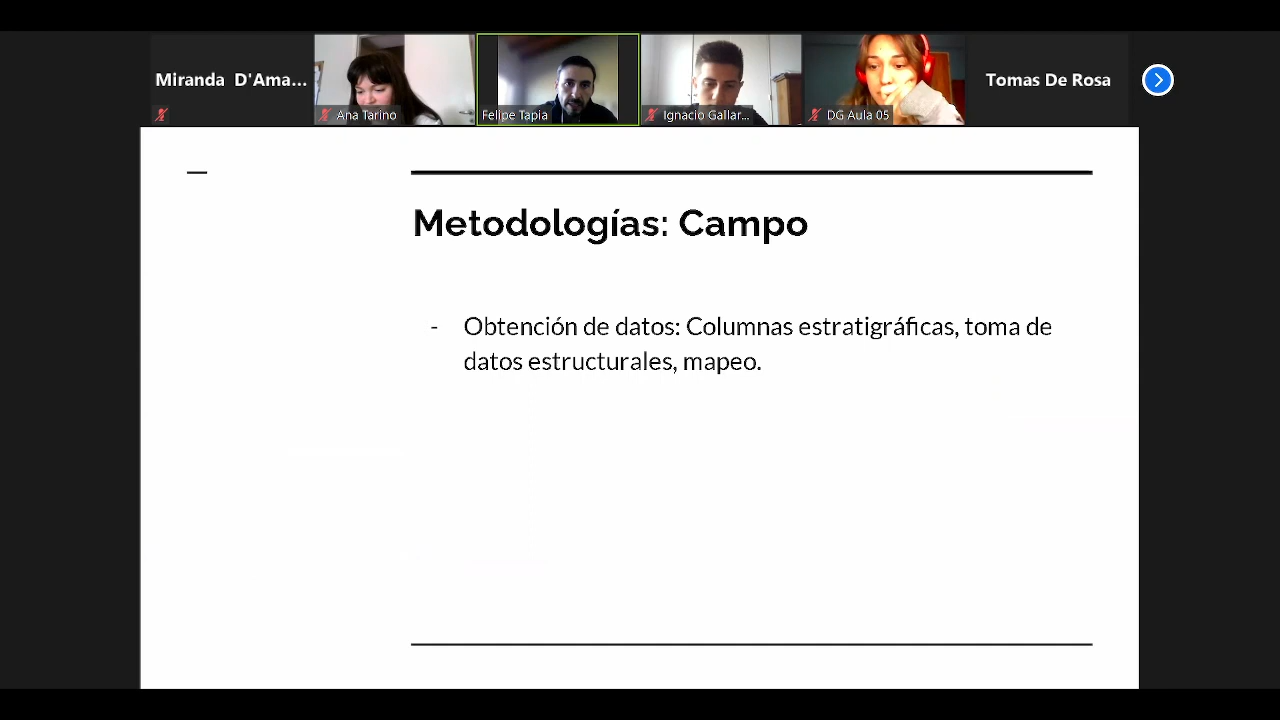 Miranda D'Ama...
Ana Tarino
Felipe Tapia
Ignacio Gallar...
DG Aula 05
Tomas De Rosa
Metodologías: Campo
- Obtención de datos: Columnas estratigráficas, toma de
datos estructurales, mapeo.